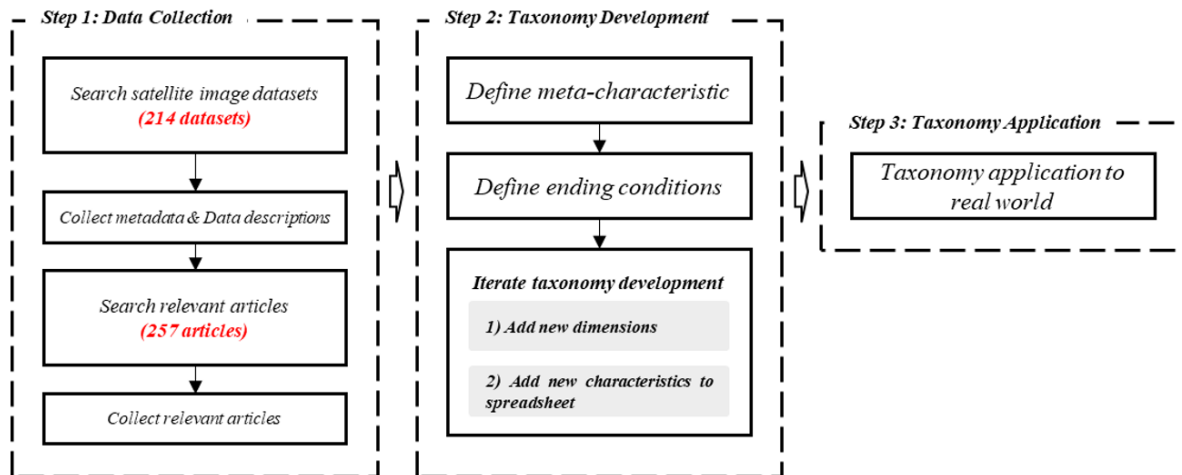 Step 1: Data Collection
Search satellite image datasets
(214 datasets)
Collect metadata & Data descriptions
Search relevant articles
(257 articles)
Collect relevant articles
Step 2: Taxonomy Development
Define meta-characteristic
Define ending conditions
Iterate taxonomy development
1) Add new dimensions
2) Add new characteristics to
spreadsheet
Step 3: Taxonomy Application
Taxonomy application to
real world